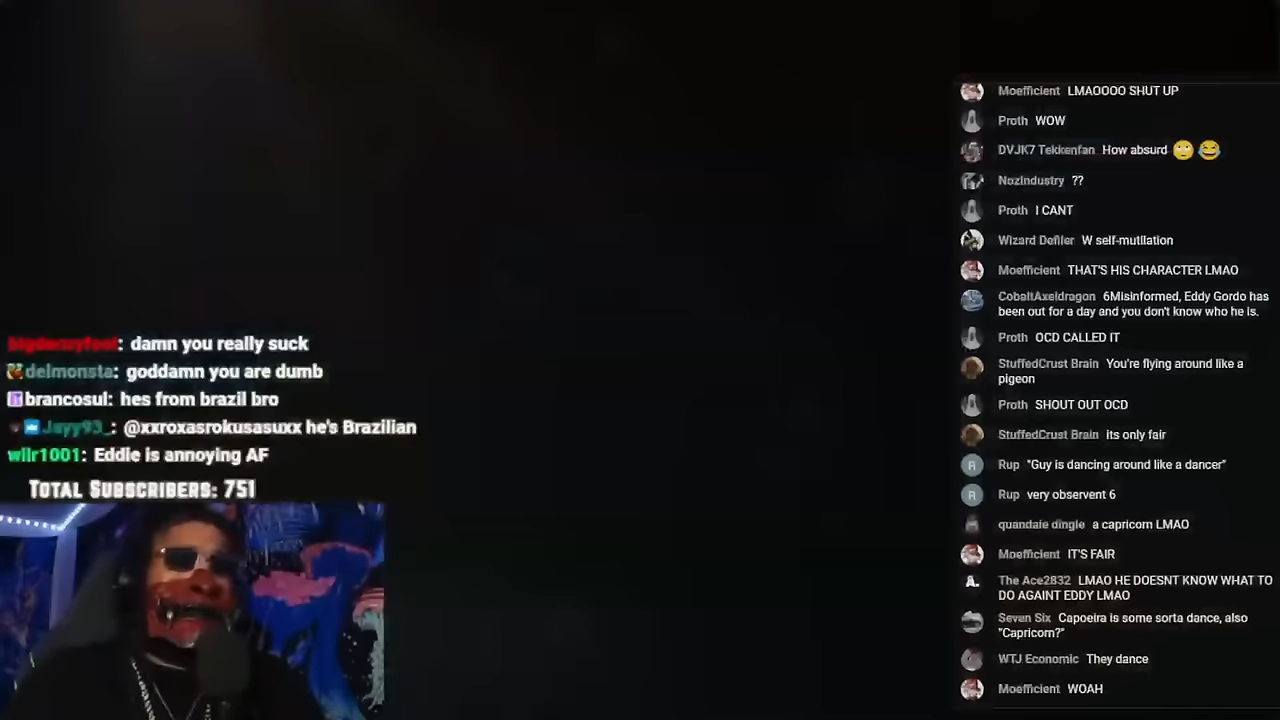 bigdaccyfool: damn you really suck
delmonsta: goddamn you are dumb
brancosul: hes from brazil bro
Jayy93_: @xxroxasrokusasuxx he's Brazilian
wllr1001: Eddie is annoying AF
TOTAL SUBSCRIBERS: 751
Moefficient LMAOOOO SHUT UP
Proth WOW
DVJK7 Tekkenfan How absurd 🙄 😂
NozIndustry ??
Proth I CANT
Wizard Defiler W self-mutilation
Moefficient THAT'S HIS CHARACTER LMAO
CobaltAxeldragon 6Misinformed, Eddy Gordo has
been out for a day and you don't know who he is.
Proth OCD CALLED IT
StuffedCrust Brain You're flying around like a
pigeon
Proth SHOUT OUT OCD
StuffedCrust Brain its only fair
R Rup "Guy is dancing around like a dancer"
R Rup very observent 6
quandale dingle a capricorn LMAO
Moefficient IT'S FAIR
A. The Ace2832 LMAO HE DOESNT KNOW WHAT TO
DO AGAINT EDDY LMAO
Seven Six Capoeira is some sorta dance, also
"Capricorn?"
WTJ Economic They dance
Moefficient WOAH